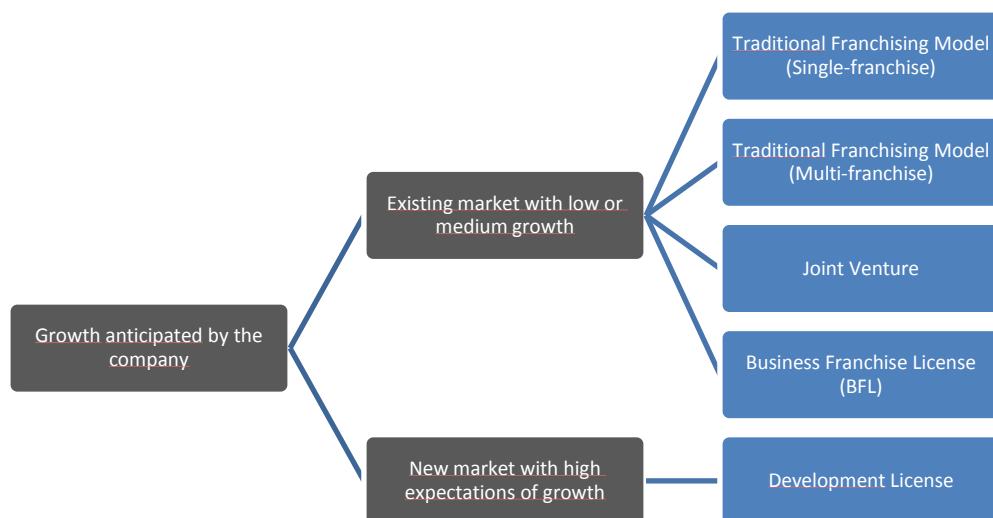 Traditional Franchising Model
(Single-franchise)
Traditional Franchising Model
(Multi-franchise)
Existing market with low or
medium growth
Joint Venture
Growth anticipated by the
company
Business Franchise License
(BFL)
New market with high
expectations of growth
Development License